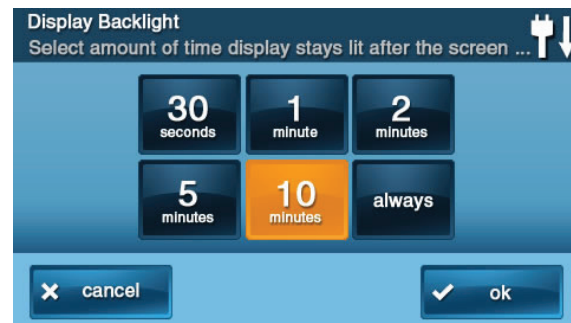 Display Backlight
Select amount of time display stays lit after the screen ...
30
seconds
1
minute
2
minutes
5
minutes
10
minutes
always
cancel
ok